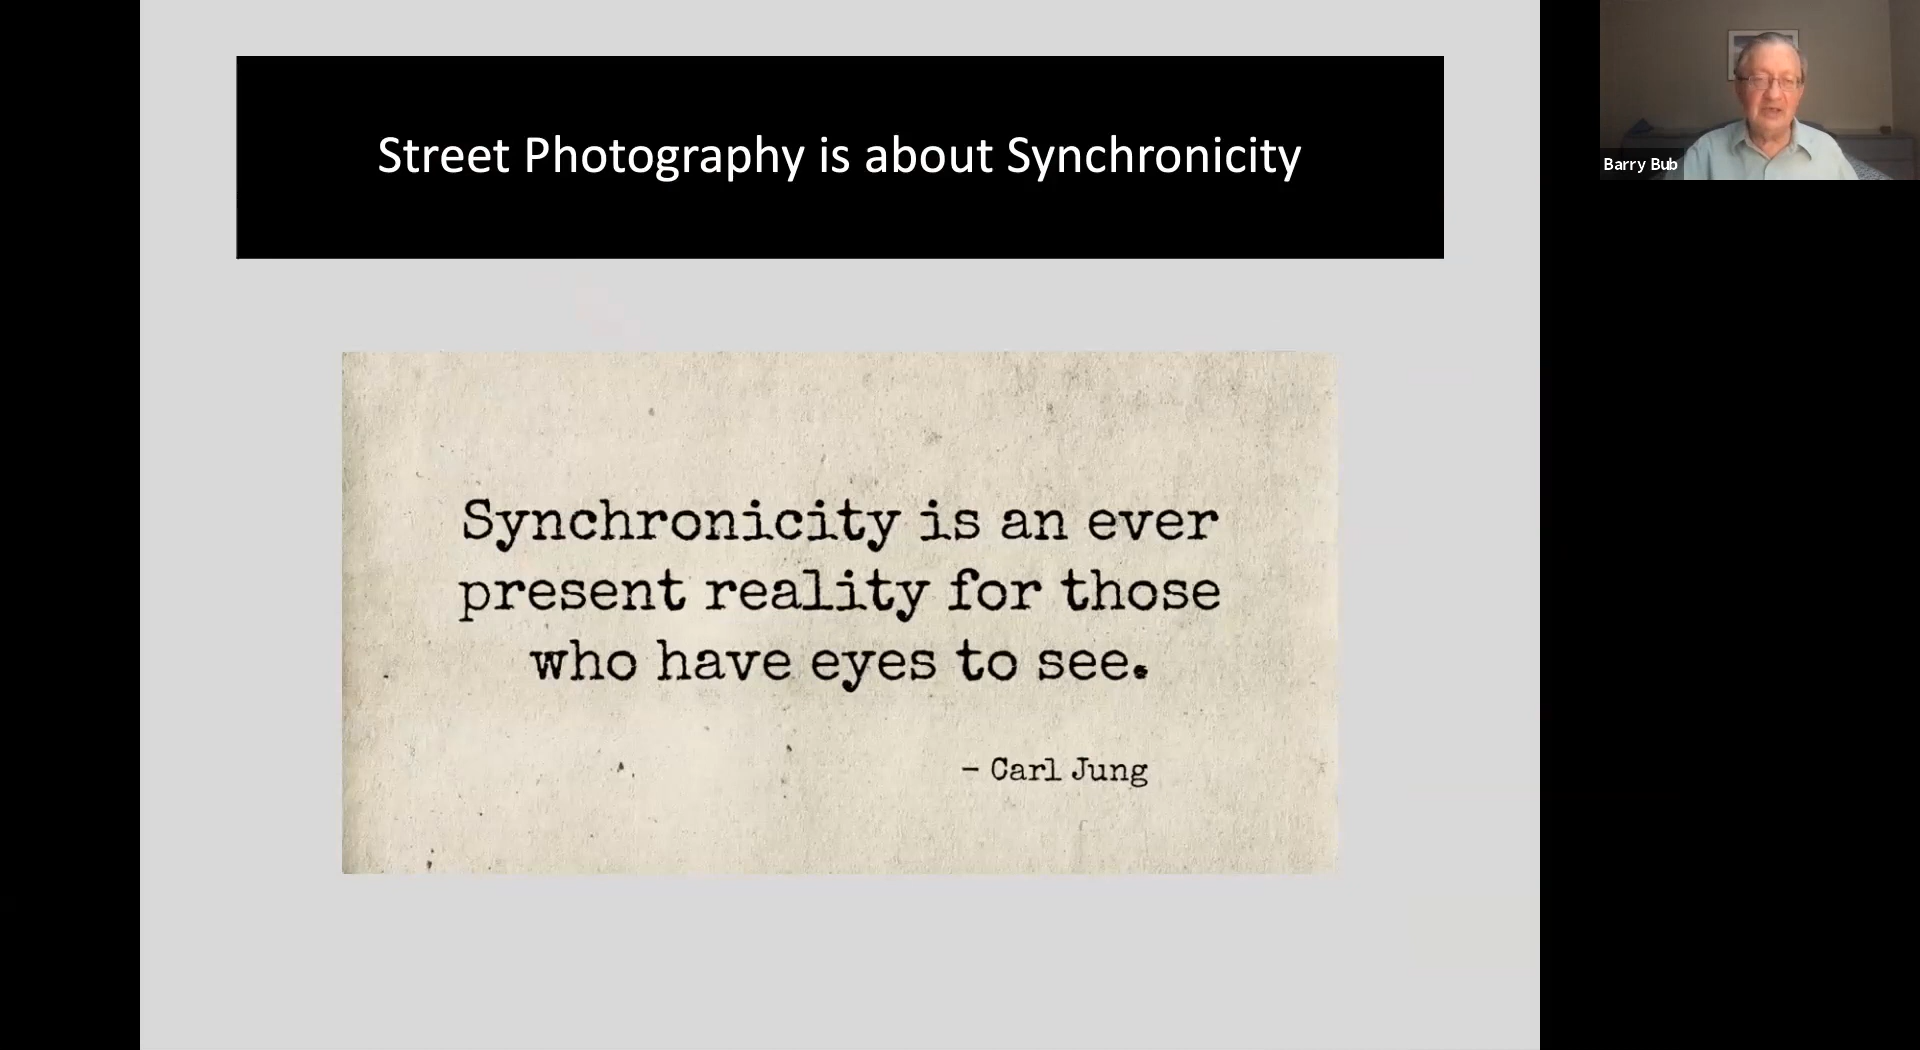 Street Photography is about Synchronicity
Synchronicity is an ever
present reality for those
who have eyes to see.
– Carl Jung
Barry Bub